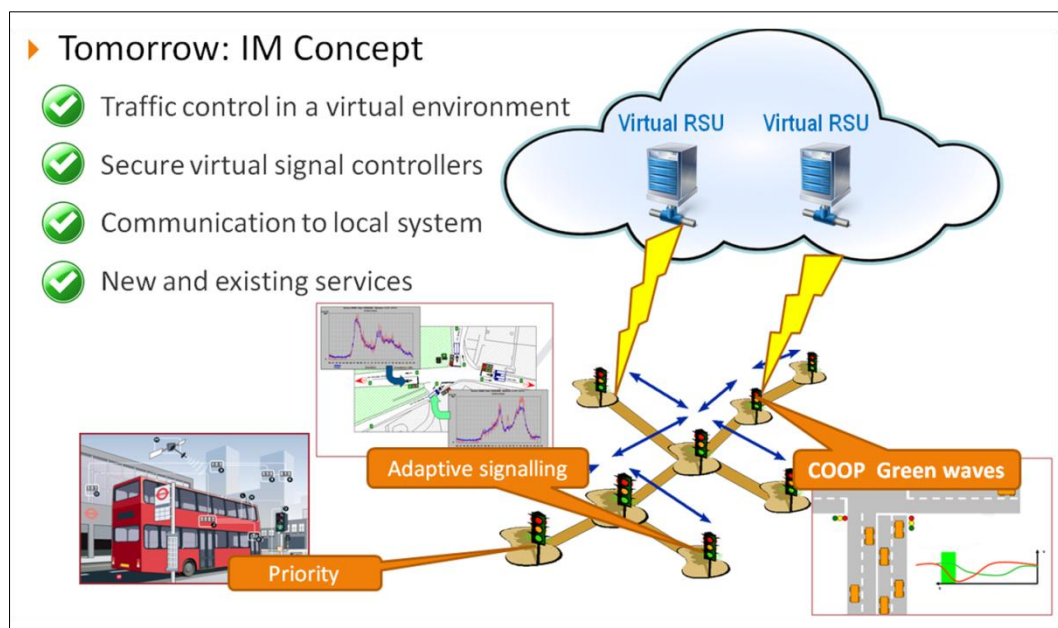 Tomorrow: IM Concept
Traffic control in a virtual environment
Secure virtual signal controllers
Communication to local system
New and existing services
Virtual RSU
Virtual RSU
Adaptive signalling
COOP Green waves
Priority